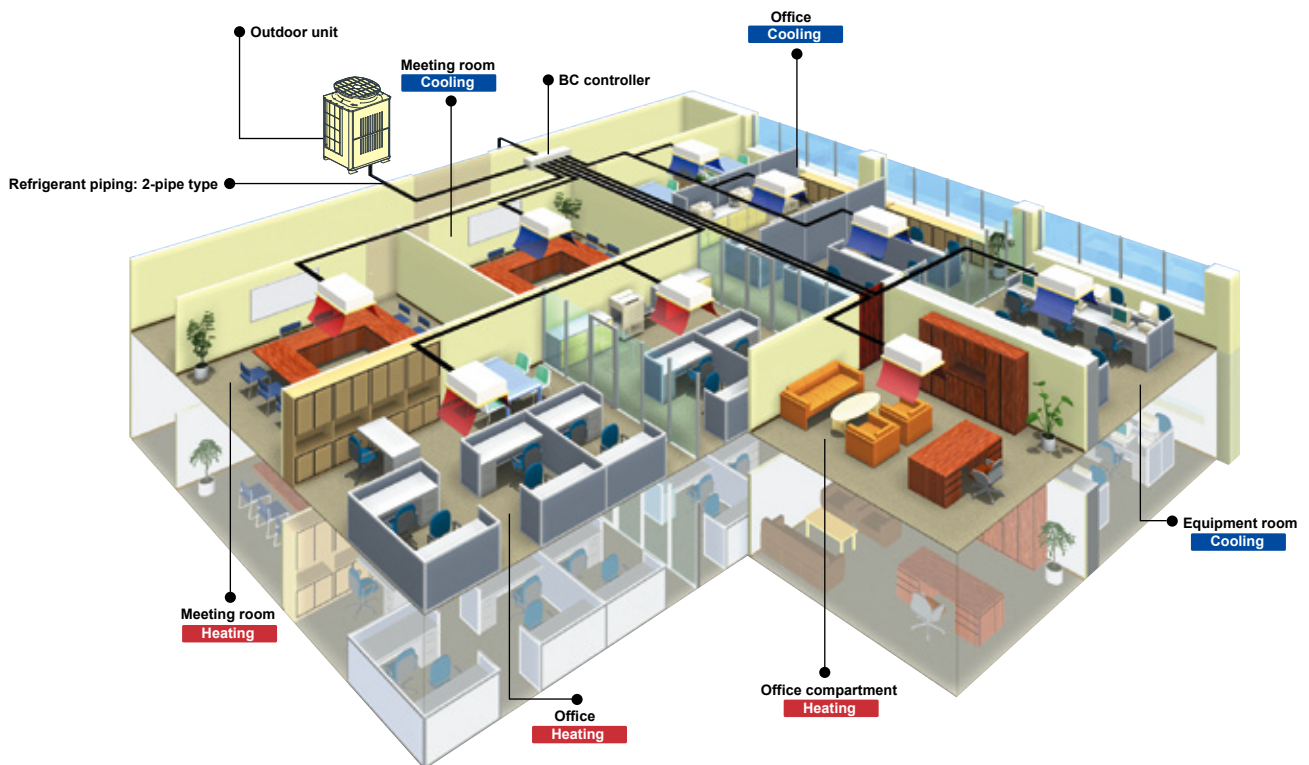 Outdoor unit
Office
Cooling
Meeting room
Cooling
BC controller
Refrigerant piping: 2-pipe type
Equipment room
Cooling
Meeting room
Heating
Office compartment
Heating
Office
Heating